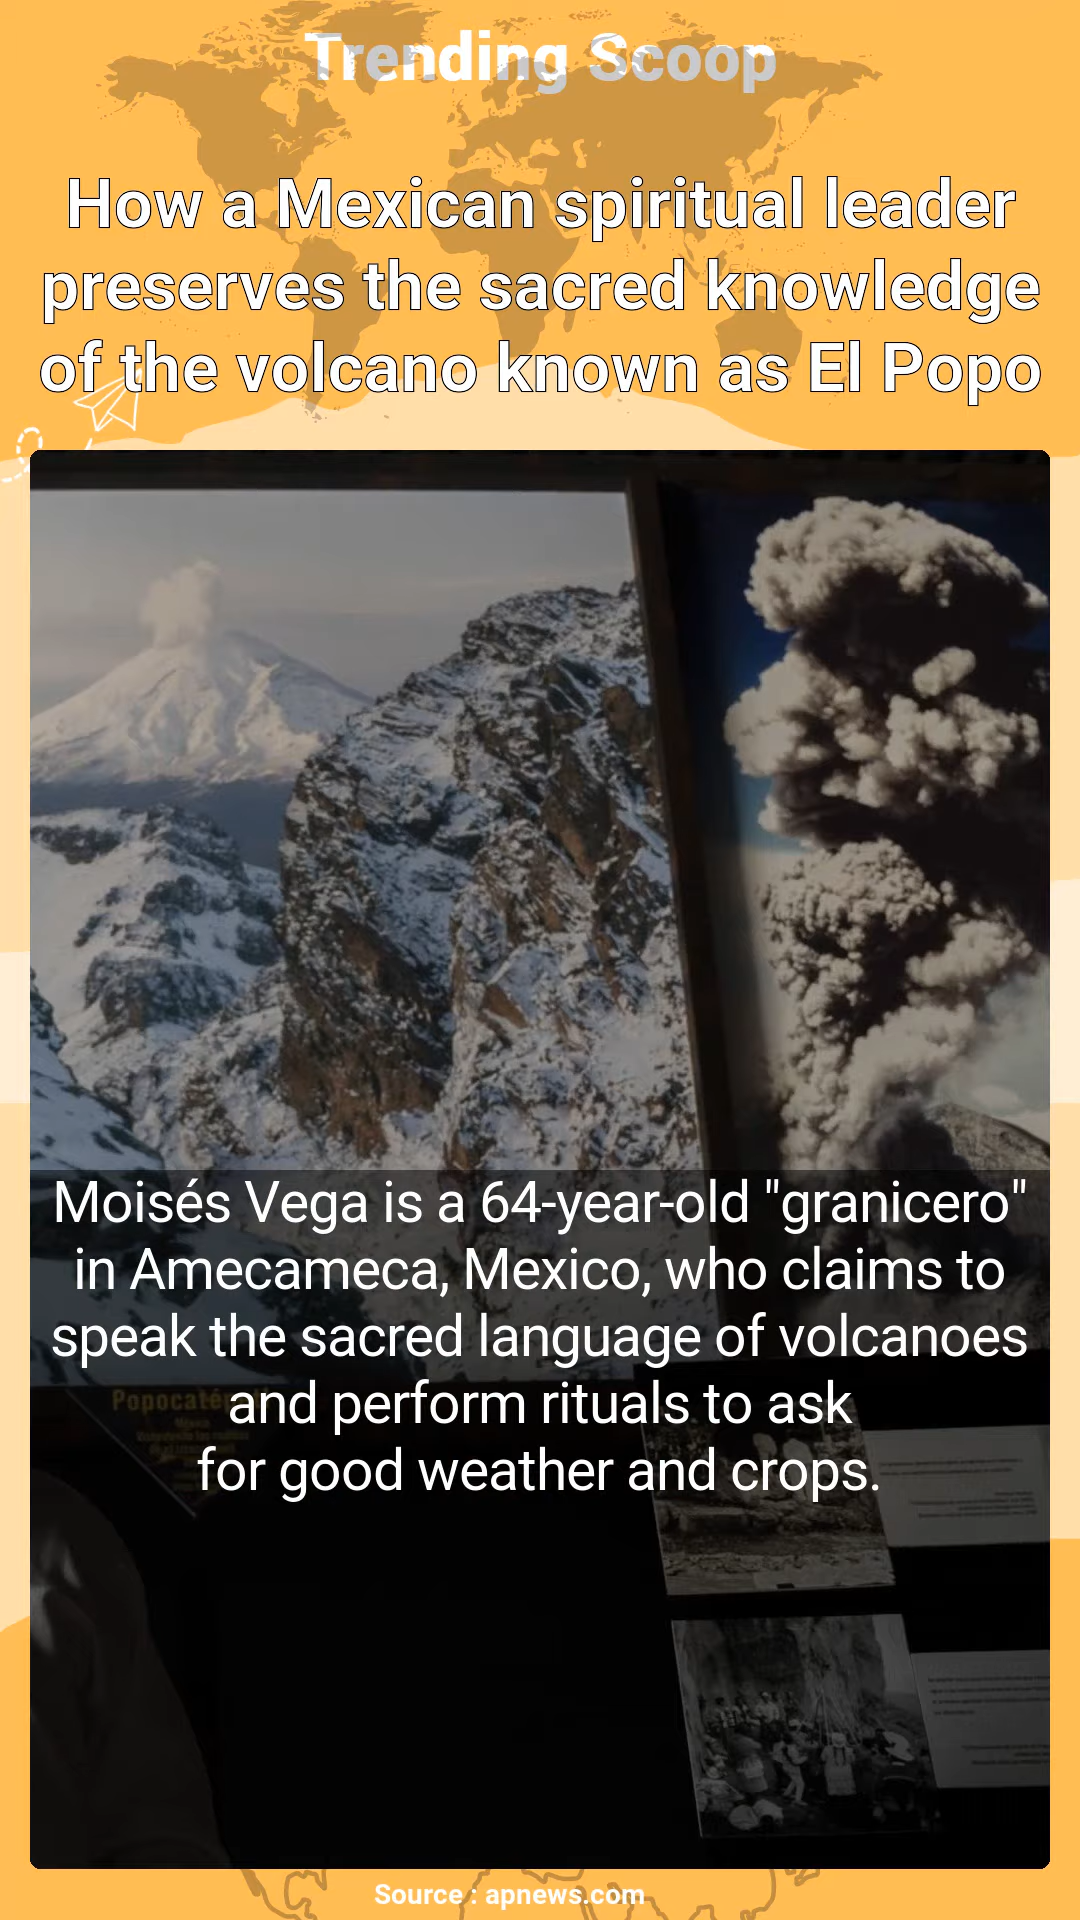 Trending Scoop
How a Mexican spiritual leader
preserves the sacred knowledge
of the volcano known as El Popo
Moisés Vega is a 64-year-old "granicero"
in Amecameca, Mexico, who claims to
speak the sacred language of volcanoes
and perform rituals to ask
for good weather and crops.
México
Source : apnews.com